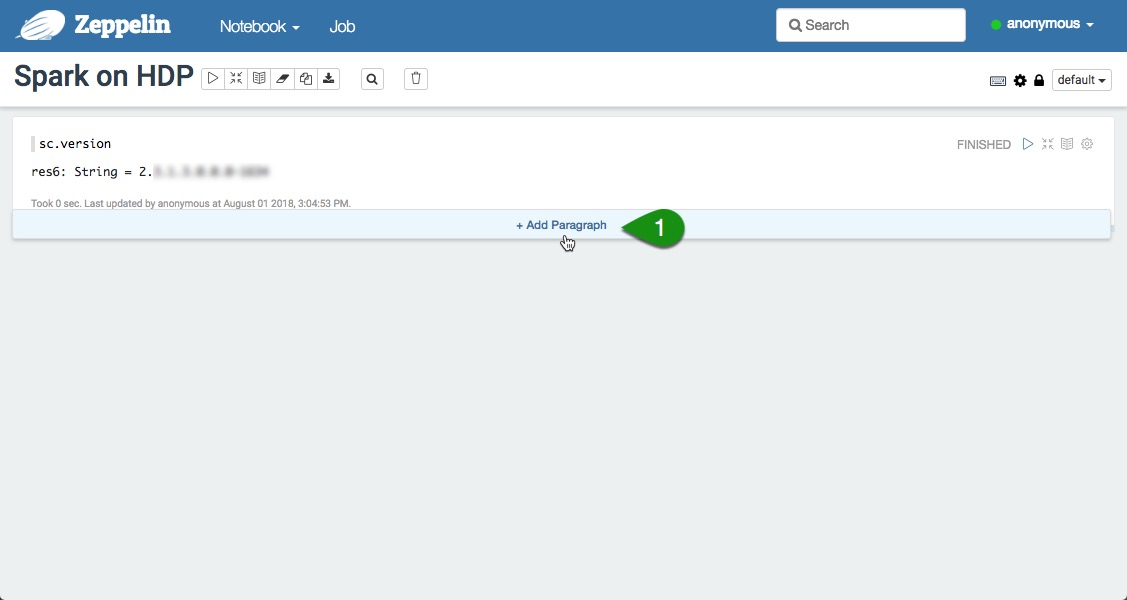 Zeppelin Notebook Job Search anonymous
Spark on HDP default
sc.version FINISHED
res6: String = 2.
Took 0 sec. Last updated by anonymous at August 01 2018, 3:04:53 PM.
+ Add Paragraph 1